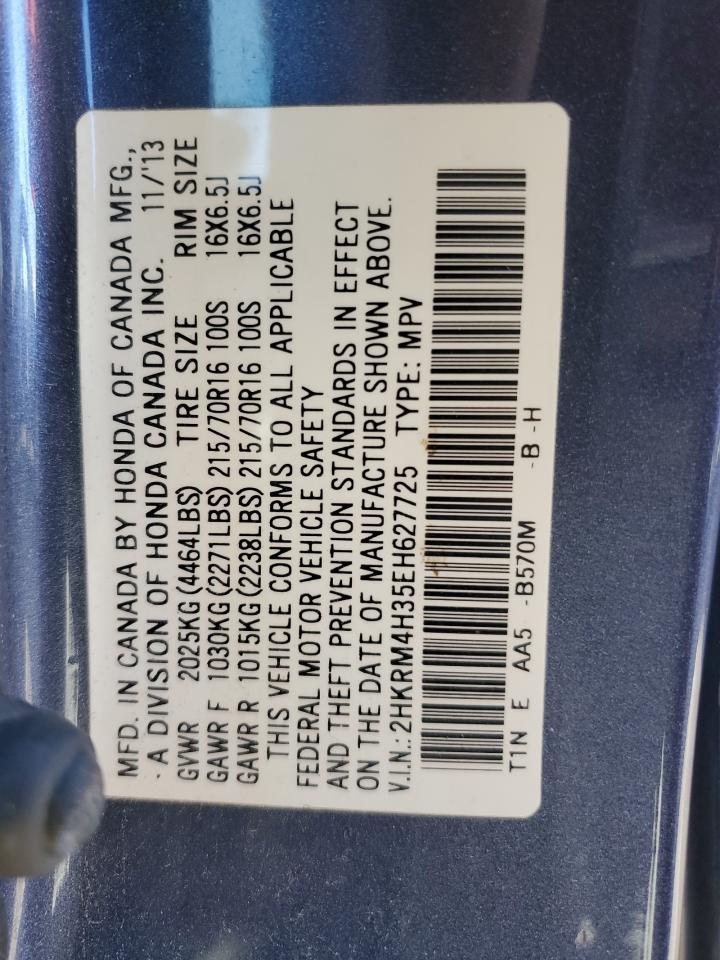 MFD. IN CANADA BY HONDA OF CANADA MFG.,
· A DIVISION OF HONDA CANADA INC. 11/'13
GVWR 2025KG(4464LBS) TIRE SIZE RIM SIZE
GAWR F 1030KG(2271LBS) 215/70R16 100S 16X6.5J
GAWR R 1015KG(2238LBS) 215/70R16 100S 16X6.5J
THIS VEHICLE CONFORMS TO ALL APPLICABLE
FEDERAL MOTOR VEHICLE SAFETY
AND THEFT PREVENTION STANDARDS IN EFFECT
ON THE DATE OF MANUFACTURE SHOWN ABOVE.
V.I.N.: 2HKRM4H35EH627725 TYPE: MPV
T1N E AA5 -B570M -B -H